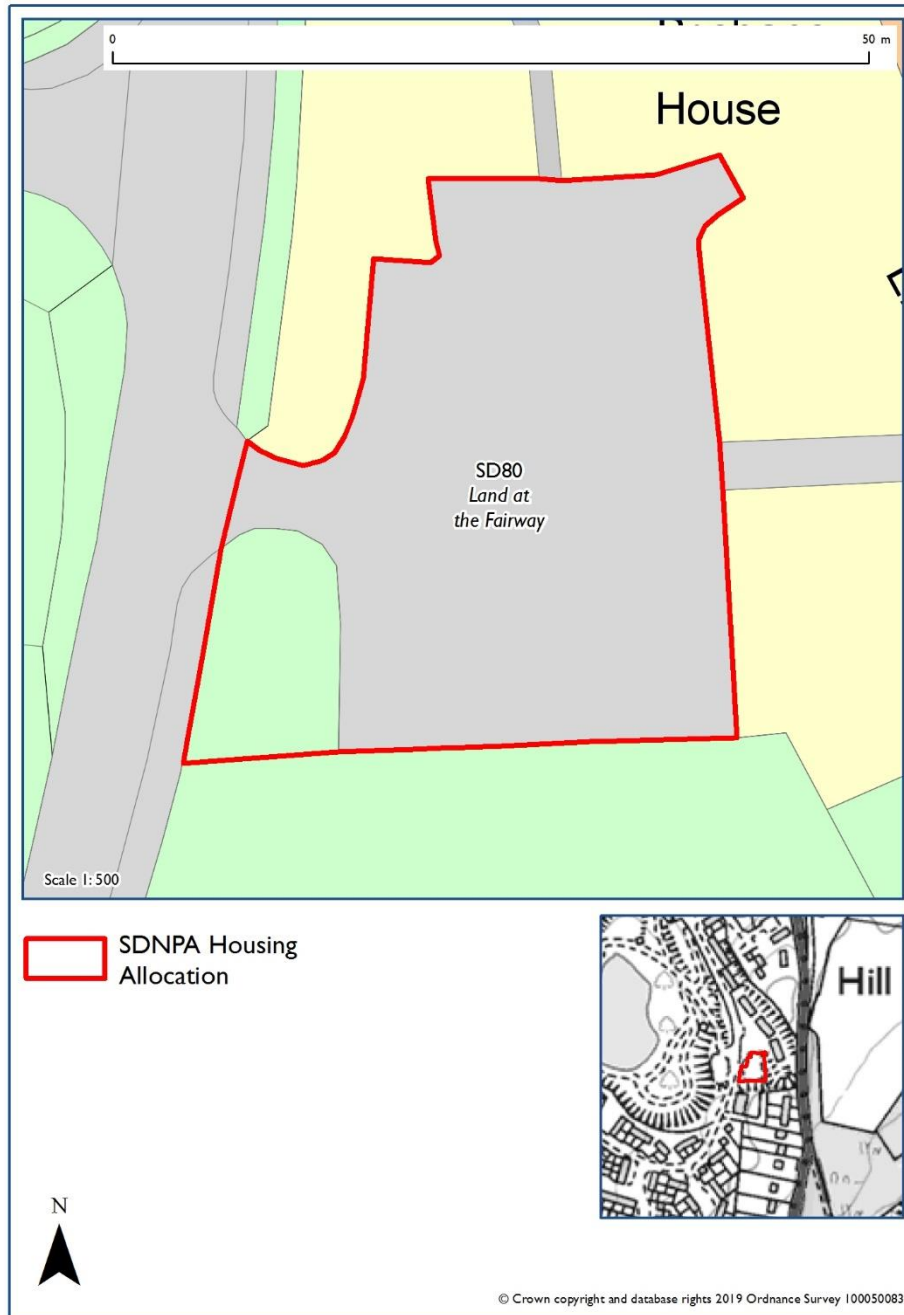 0
50 m
House
SD80
Land at
the Fairway
Scale 1:500
SDNPA Housing
Allocation
Hill
N
© Crown copyright and database rights 2019 Ordnance Survey 100050083